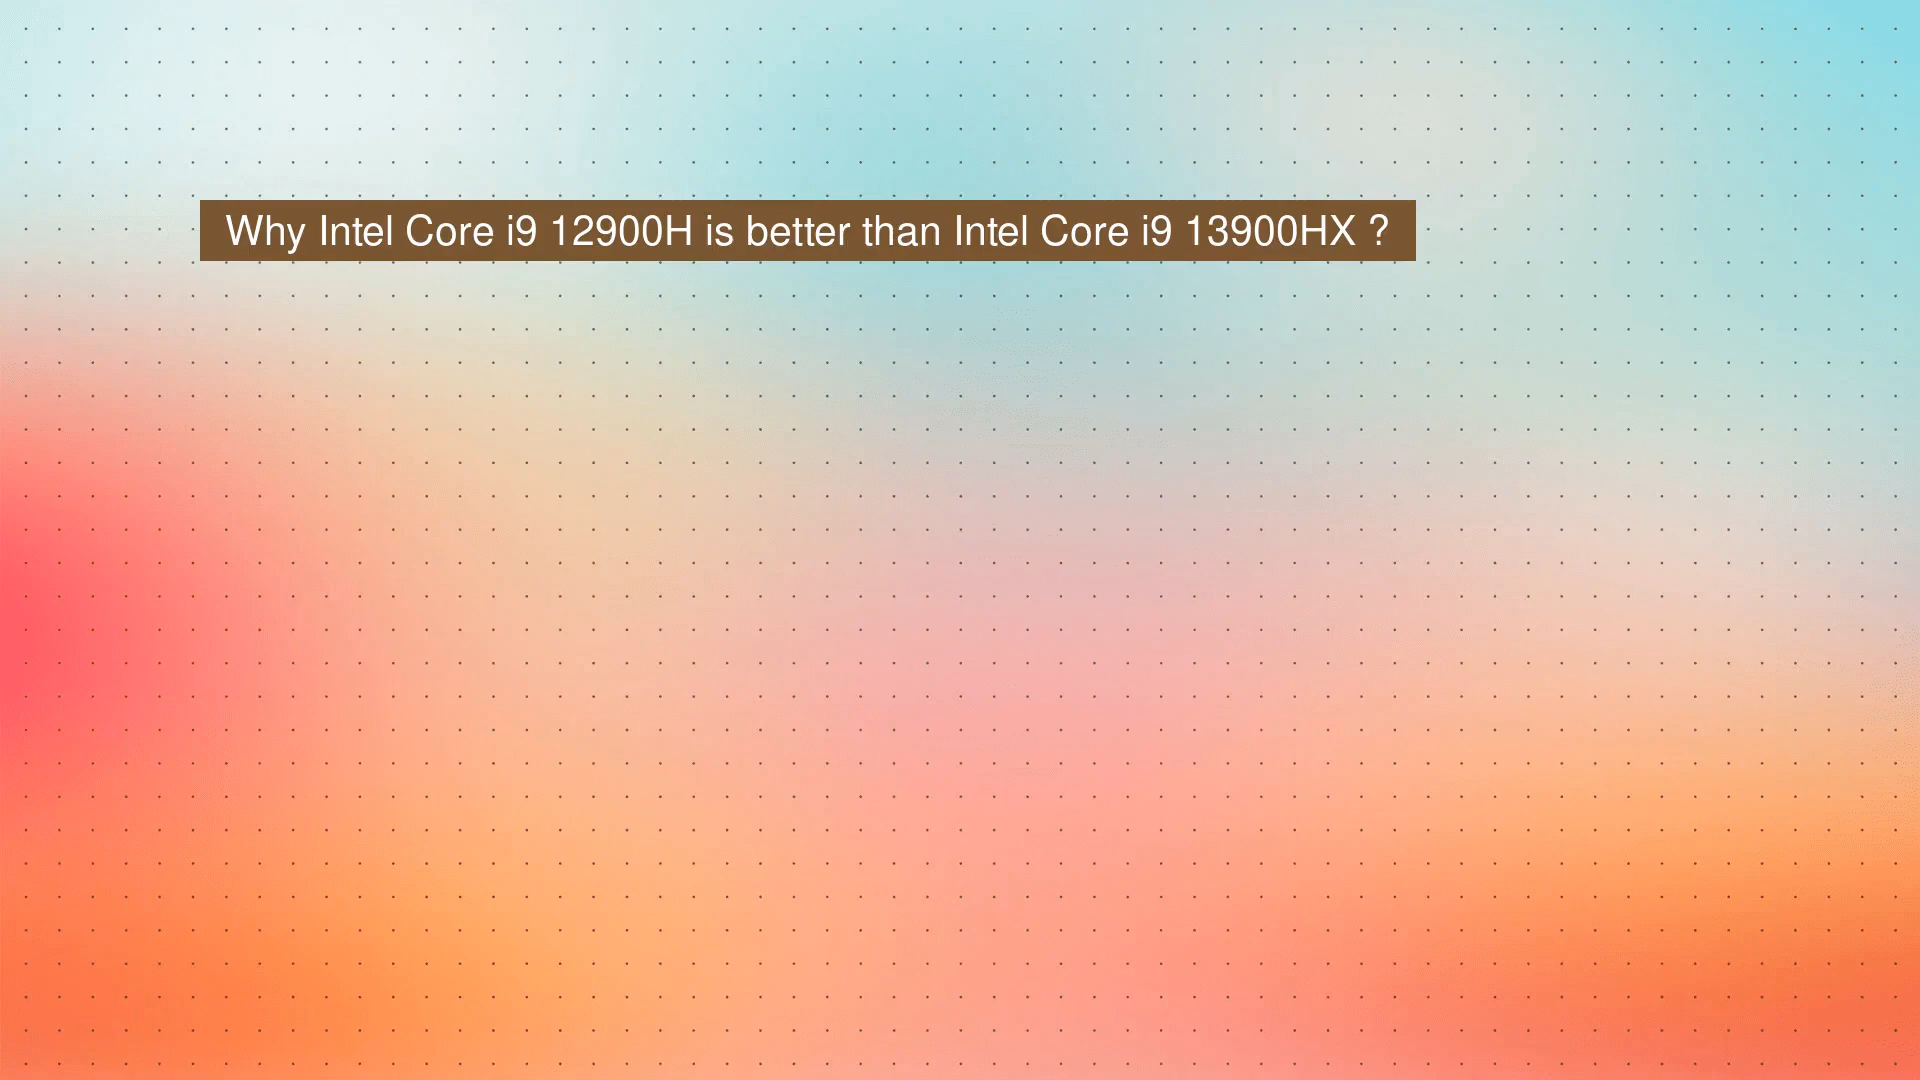 Why Intel Core i9 12900H is better than Intel Core i9 13900HX ?